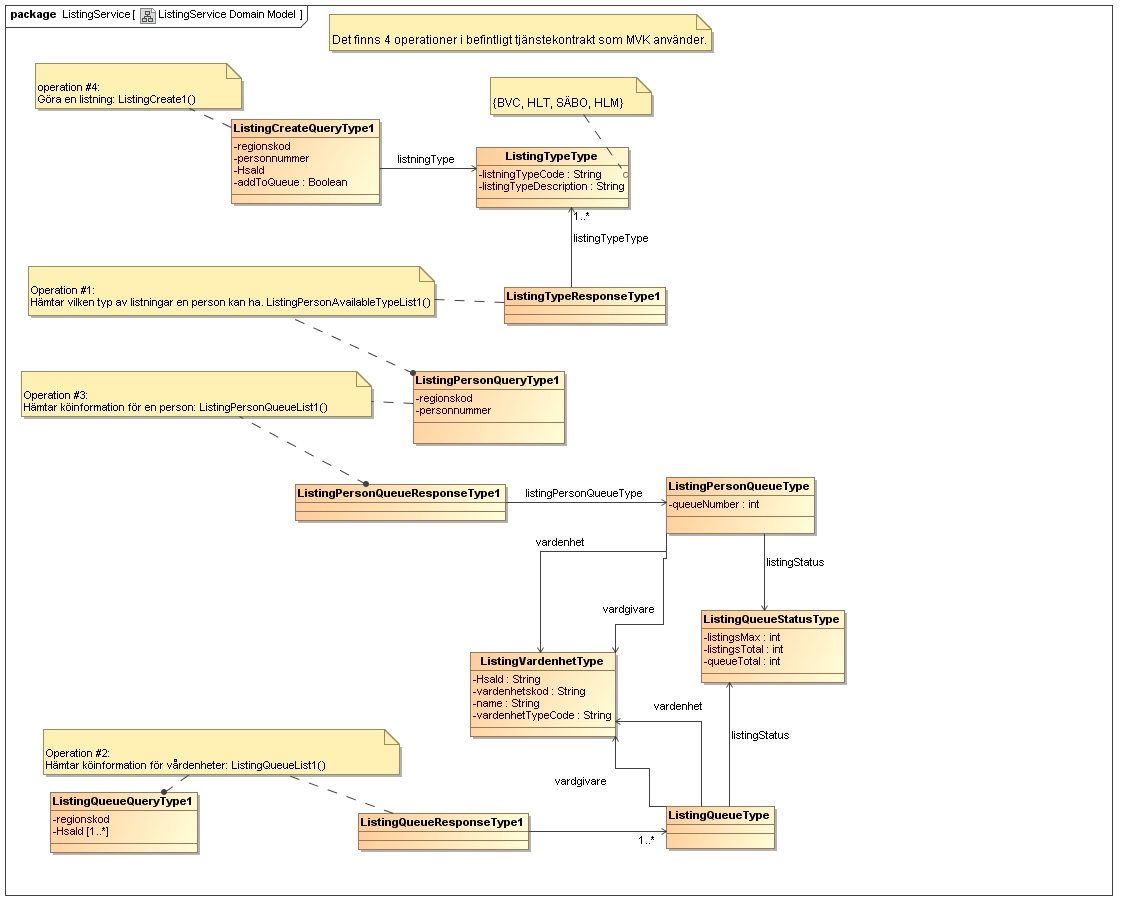 package ListingService [ ListingService Domain Model ]
Det finns 4 operationer i befintligt tjänstekontrakt som MVK använder.
operation #4:
Göra en listning: ListingCreate1()
{BVC, HLT, SÄBO, HLM}
ListingCreateQueryType1
-regionskod
-personnummer
-HsaId
-addToQueue : Boolean
listningType
ListingTypeType
-listningTypeCode : String
-listingTypeDescription : String
1..*
listingTypeType
Operation #1:
Hämtar vilken typ av listningar en person kan ha. ListingPersonAvailableTypeList1()
ListingTypeResponseType1
ListingPersonQueryType1
-regionskod
-personnummer
Operation #3:
Hämtar köinformation för en person: ListingPersonQueueList1()
ListingPersonQueueResponseType1
listingPersonQueueType
ListingPersonQueueType
-queueNumber : int
vardenhet
listingStatus
vardgivare
ListingQueueStatusType
-listingsMax : int
-listingsTotal : int
-queueTotal : int
ListingVardenhetType
-HsaId : String
-vardenhetskod : String
-name : String
-vardenhetTypeCode : String
vardenhet
listingStatus
vardgivare
Operation #2:
Hämtar köinformation för vårdenheter: ListingQueueList1()
ListingQueueQueryType1
-regionskod
-HsaId [1..*]
ListingQueueResponseType1
1..*
ListingQueueType